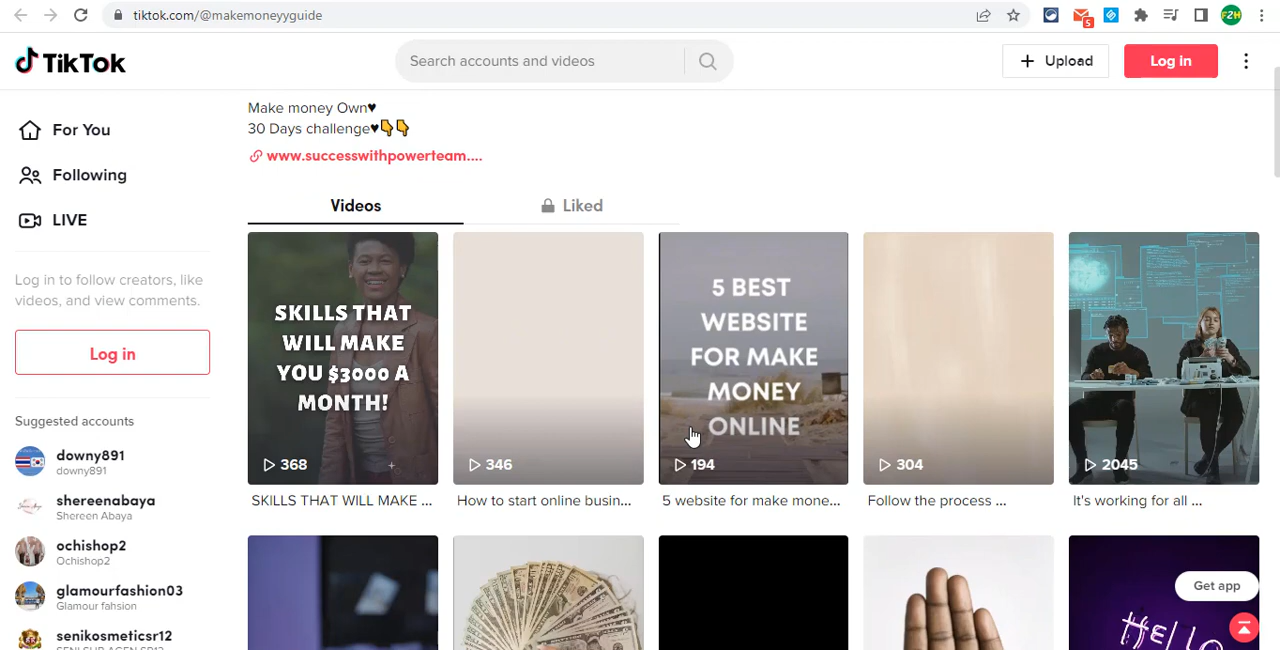 tiktok.com/@makemoneyyguide
5
F2H
TikTok
Search accounts and videos
Upload
Log in
Make money Own♥
30 Days challenge♥👇👇
www.successwithpowerteam....
For You
Following
LIVE
Log in to follow creators, like
videos, and view comments.
Log in
Suggested accounts
downy891
downy891
shereenabaya
Shereen Abaya
ochishop2
Ochishop2
glamourfashion03
Glamour fahsion
senikosmeticsr12
Videos
Liked
SKILLS THAT
WILL MAKE
YOU $3000 A
MONTH!
368
SKILLS THAT WILL MAKE ...
346
How to start online busin...
5 BEST
WEBSITE
FOR MAKE
MONEY
ONLINE
194
5 website for make mone...
304
Follow the process ...
2045
It's working for all ...
HELLO
Get app